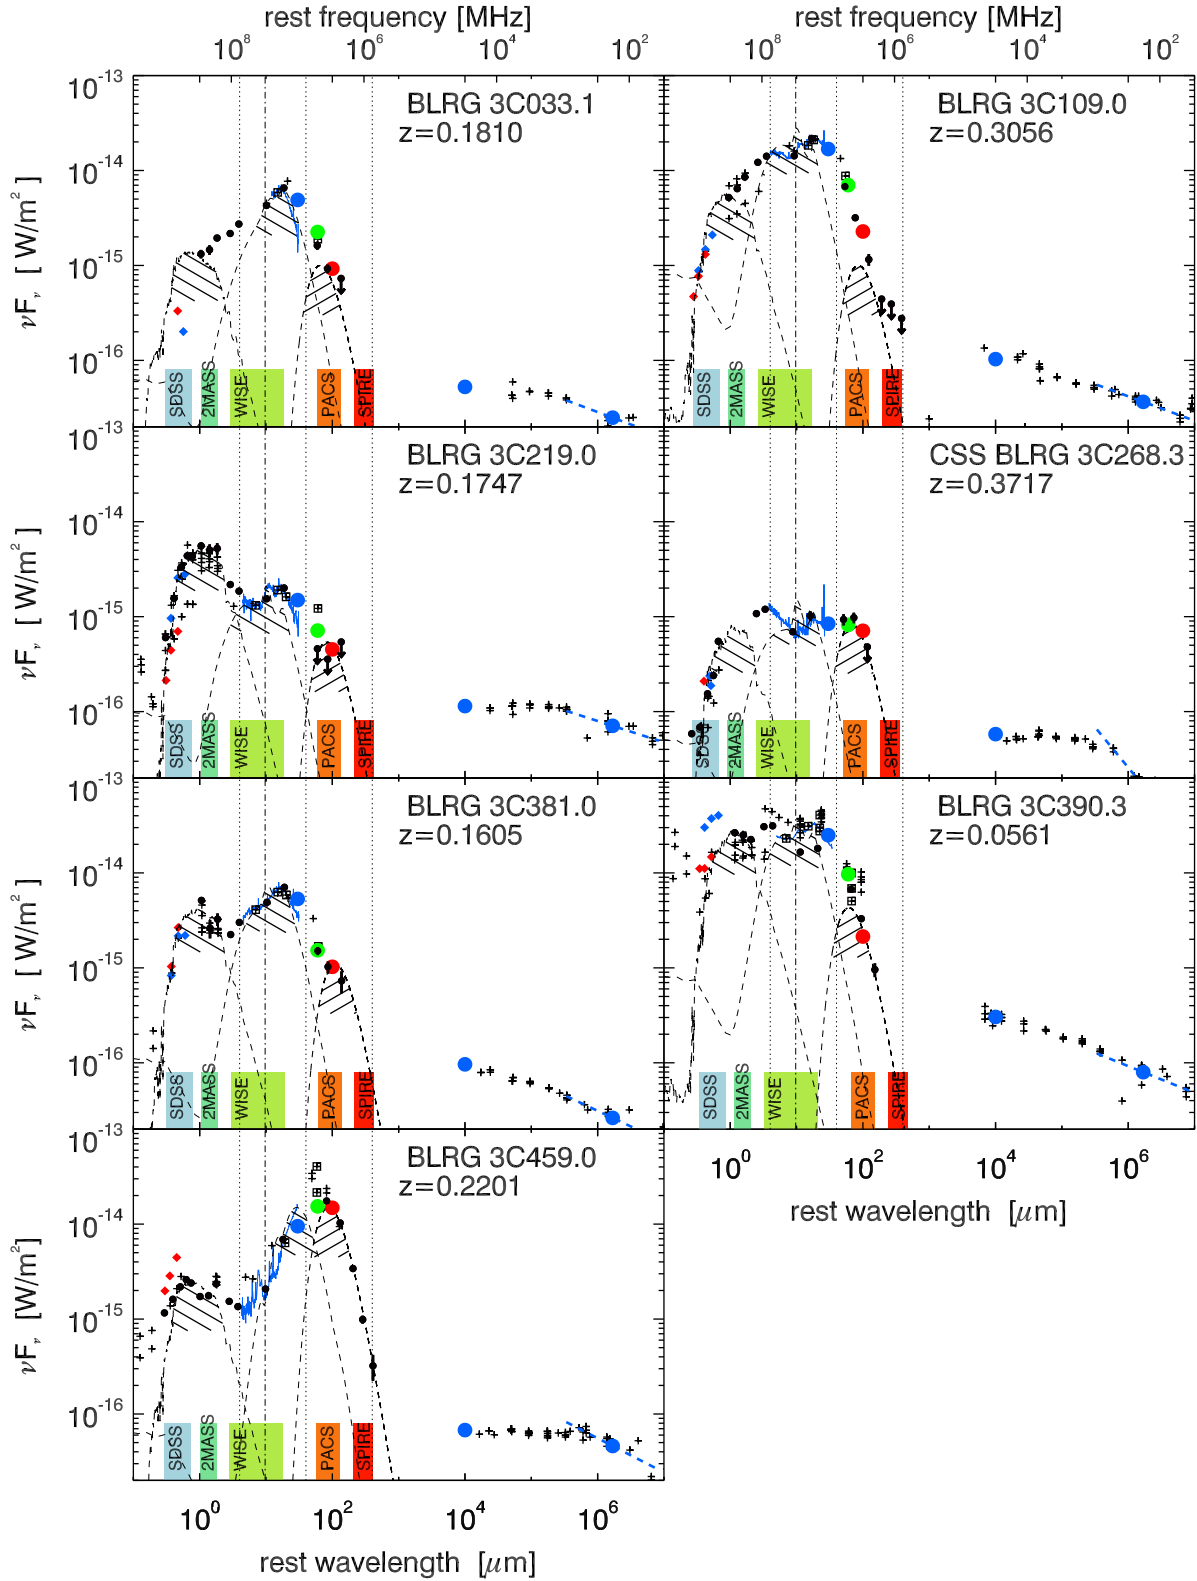 rest frequency [MHz]
rest frequency [MHz]
10^8 10^6 10^4 10^2
10^8 10^6 10^4 10^2
BLRG 3C033.1
z=0.1810
BLRG 3C109.0
z=0.3056
10^-13
10^-14
10^-15
10^-16
νF_ν [ W/m^2 ]
SDSS 2MASS WISE PACS SPIRE
SDSS 2MASS WISE PACS SPIRE
BLRG 3C219.0
z=0.1747
CSS BLRG 3C268.3
z=0.3717
10^-13
10^-14
10^-15
10^-16
νF_ν [ W/m^2 ]
SDSS 2MASS WISE PACS SPIRE
SDSS 2MASS WISE PACS SPIRE
BLRG 3C381.0
z=0.1605
BLRG 3C390.3
z=0.0561
10^-13
10^-14
10^-15
10^-16
νF_ν [ W/m^2 ]
SDSS 2MASS WISE PACS SPIRE
SDSS 2MASS WISE PACS SPIRE
BLRG 3C459.0
z=0.2201
10^-13
10^-14
10^-15
10^-16
νF_ν [W/m^2]
SDSS 2MASS WISE PACS SPIRE
10^0 10^2 10^4 10^6
rest wavelength [μm]
10^0 10^2 10^4 10^6
rest wavelength [μm]